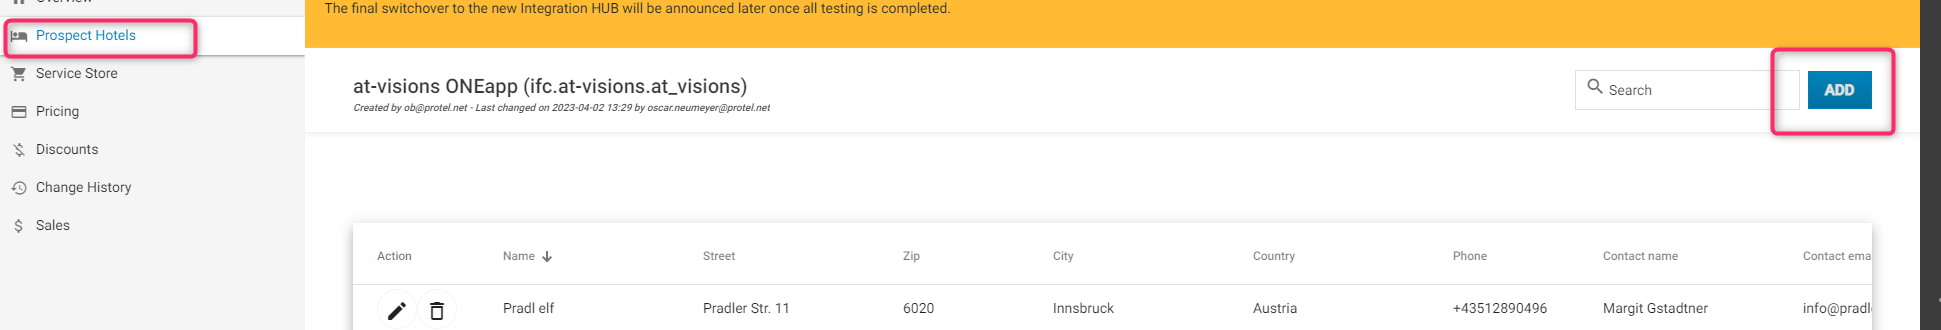 The final switchover to the new Integration HUB will be announced later once all testing is completed.
Prospect Hotels
Service Store
Pricing
Discounts
Change History
Sales
at-visions ONEapp (ifc.at-visions.at_visions)
Created by ob@protel.net - Last changed on 2023-04-02 13:29 by oscar.neumeyer@protel.net
Search
ADD
Action Name Street Zip City Country Phone Contact name Contact ema
Pradl elf Pradler Str. 11 6020 Innsbruck Austria +43512890496 Margit Gstadtner info@pradl